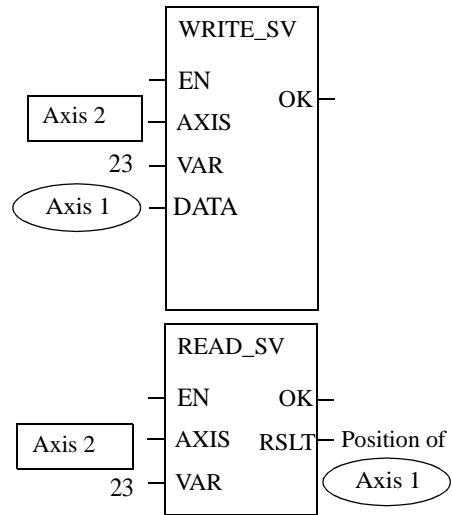 WRITE_SV
EN
OK
Axis 2
AXIS
23
VAR
Axis 1
DATA
READ_SV
EN
OK
Axis 2
AXIS
RSLT
Position of
23
VAR
Axis 1